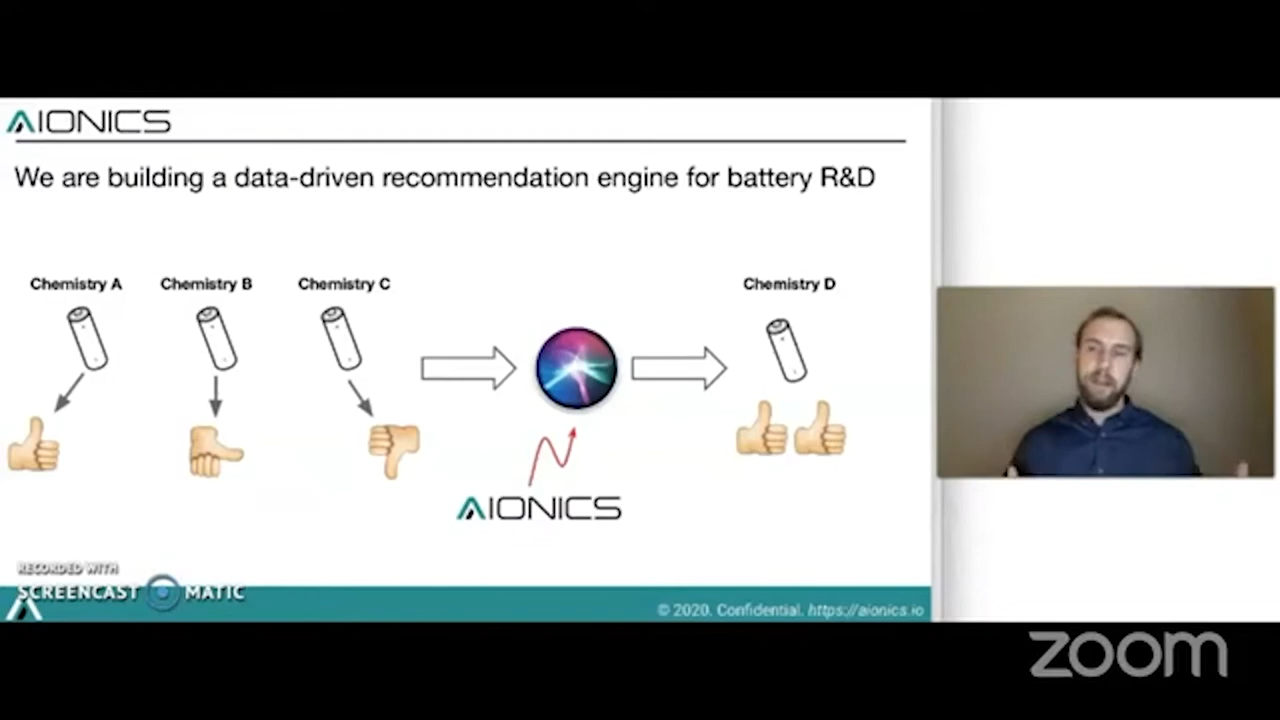 AIONICS
We are building a data-driven recommendation engine for battery R&D
Chemistry A
Chemistry B
Chemistry C
Chemistry D
AIONICS
RECORDED WITH
SCREENCAST MATIC
© 2020. Confidential. https://aionics.io
zoom